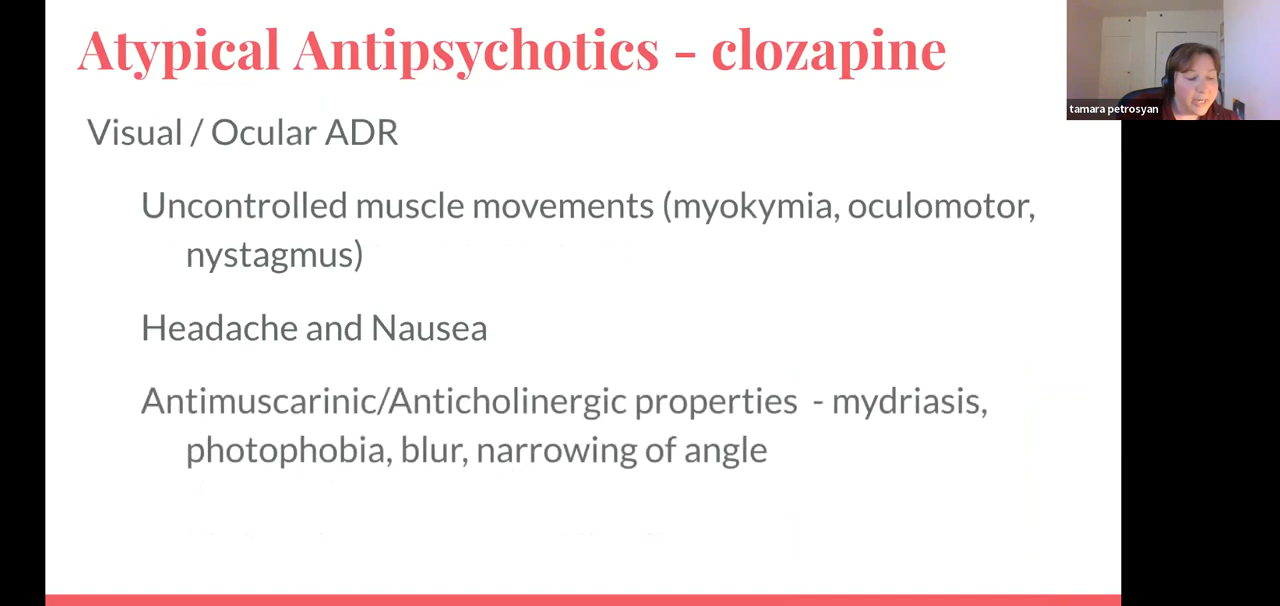 Atypical Antipsychotics - clozapine
tamara petrosyan
Visual / Ocular ADR
Uncontrolled muscle movements (myokymia, oculomotor,
nystagmus)
Headache and Nausea
Antimuscarinic/Anticholinergic properties - mydriasis,
photophobia, blur, narrowing of angle